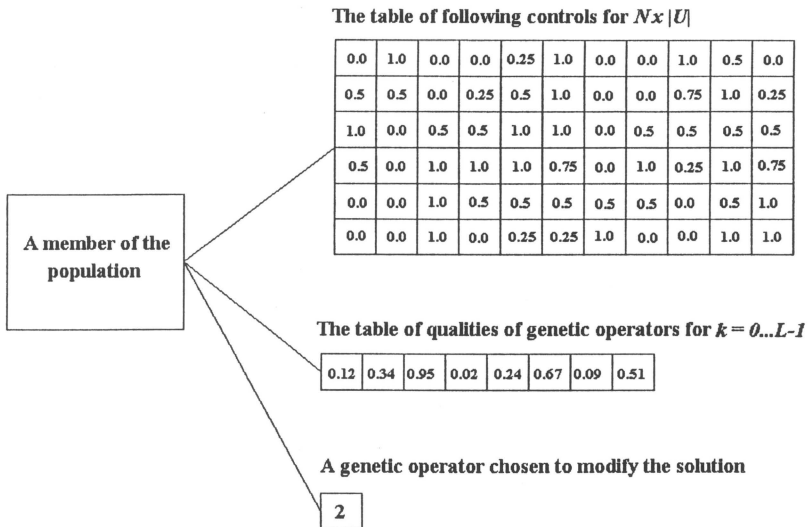 The table of following controls for Nx |U|
0.0 1.0 0.0 0.0 0.25 1.0 0.0 0.0 1.0 0.5 0.0
0.5 0.5 0.0 0.25 0.5 1.0 0.0 0.0 0.75 1.0 0.25
1.0 0.0 0.5 0.5 1.0 1.0 0.0 0.5 0.5 0.5 0.5
0.5 0.0 1.0 1.0 1.0 0.75 0.0 1.0 0.25 1.0 0.75
0.0 0.0 1.0 0.5 0.5 0.5 0.5 0.5 0.0 0.5 1.0
0.0 0.0 1.0 0.0 0.25 0.25 1.0 0.0 0.0 1.0 1.0
A member of the
population
The table of qualities of genetic operators for k = 0...L-1
0.12 0.34 0.95 0.02 0.24 0.67 0.09 0.51
A genetic operator chosen to modify the solution
2